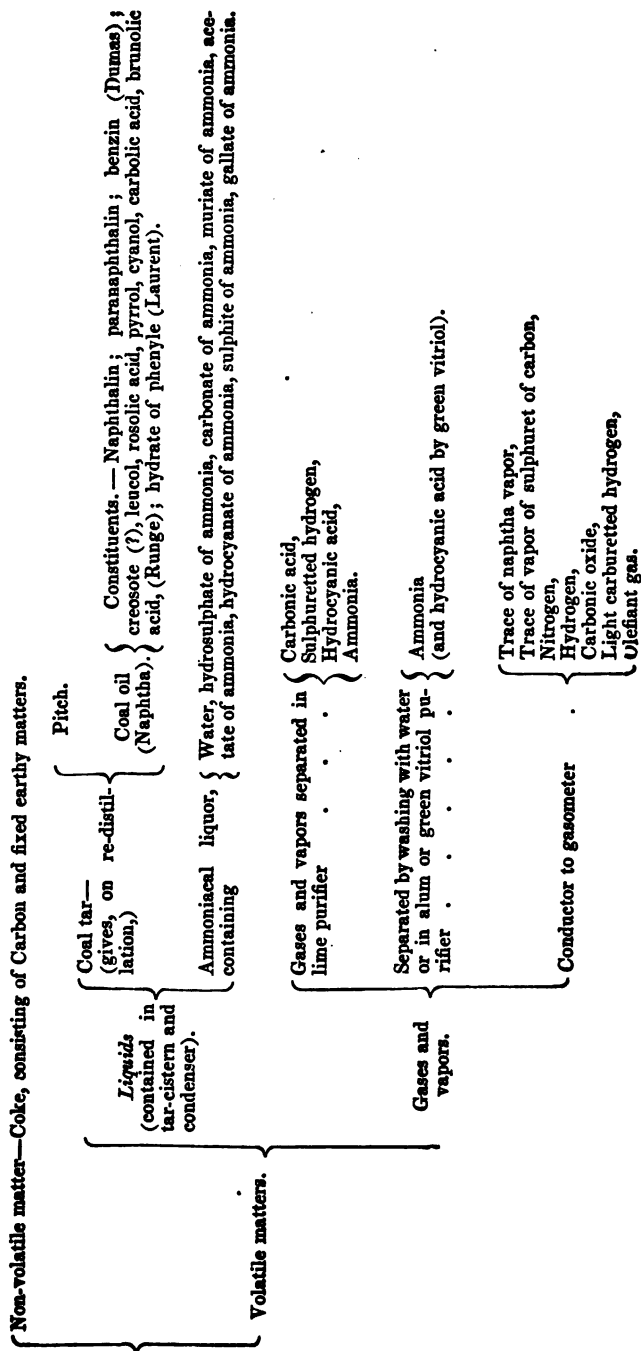 Non-volatile matter—Coke, consisting of Carbon and fixed earthy matters.
Volatile matters.
Liquids
(contained in
tar-cistern and
condenser).
Coal tar—
(gives, on re-distil-
lation,)
Pitch.
Coal oil
(Naphtha).
Constituents.—Naphthalin; paranaphthalin; benzin (Dumas);
creosote (?), leucol, rosolic acid, pyrrol, cyanol, carbolic acid, brunolic
acid, (Runge); hydrate of phenyle (Laurent).
Ammoniacal liquor,
containing
Water, hydrosulphate of ammonia, carbonate of ammonia, muriate of ammonia, ace-
tate of ammonia, hydrocyanate of ammonia, sulphite of ammonia, gallate of ammonia.
Gases and
vapors.
Gases and vapors separated in
lime purifier . . .
Carbonic acid,
Sulphuretted hydrogen,
Hydrocyanic acid,
Ammonia.
Separated by washing with water
or in alum or green vitriol pu-
rifier . . . . . .
Ammonia
(and hydrocyanic acid by green vitriol).
Conductor to gasometer .
Trace of naphtha vapor,
Trace of vapor of sulphuret of carbon,
Nitrogen,
Hydrogen,
Carbonic oxide,
Light carburetted hydrogen,
Olefiant gas.